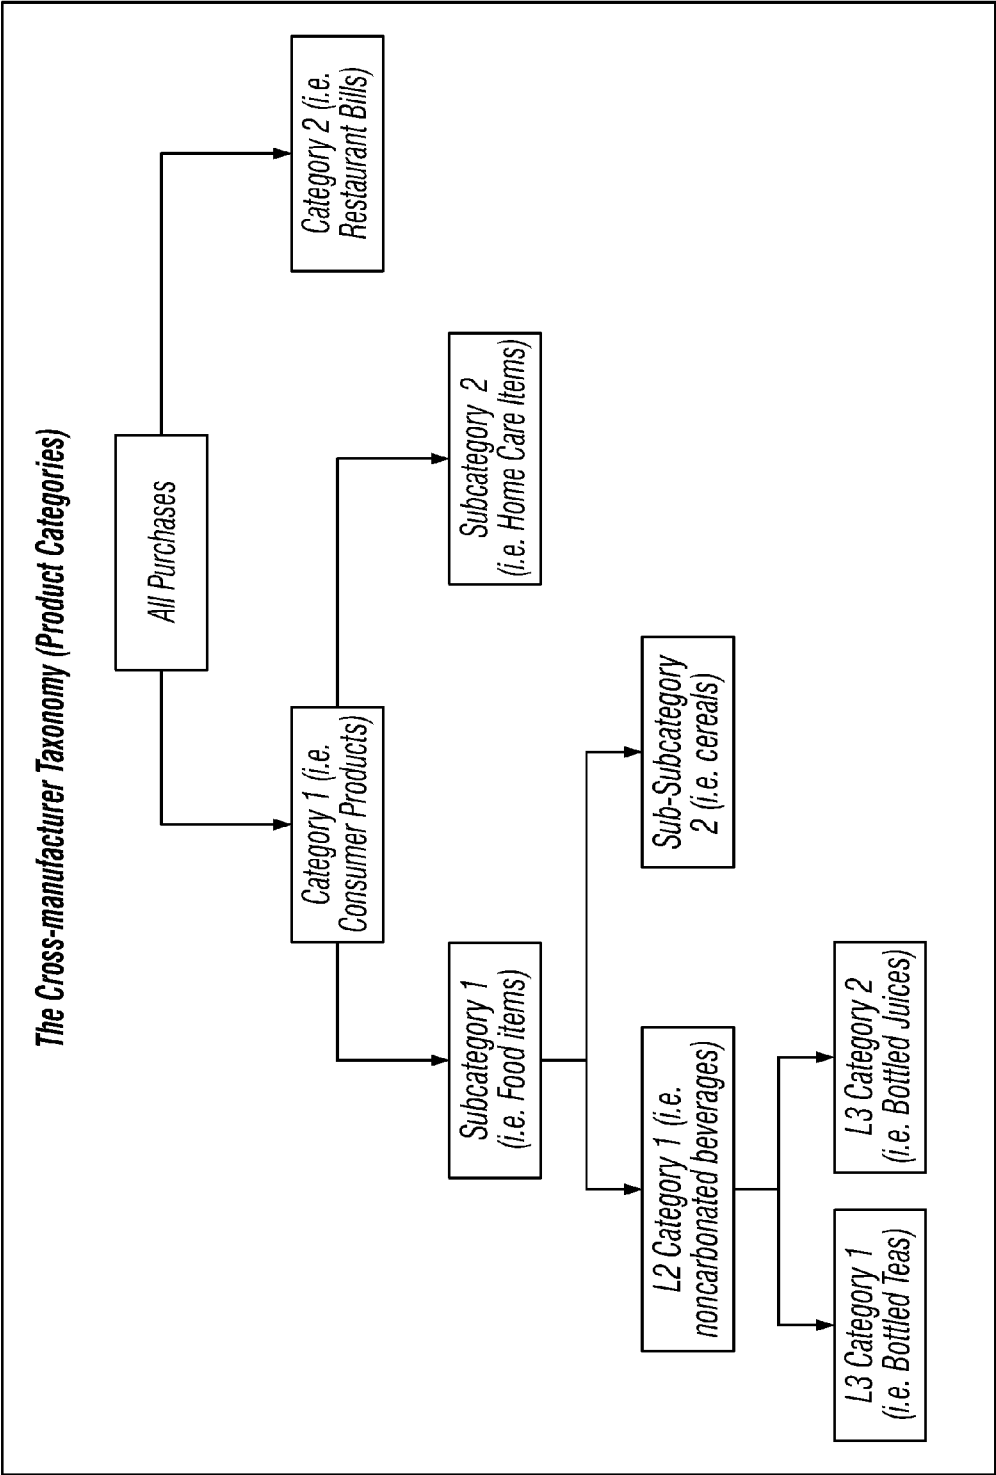 The Cross-manufacturer Taxonomy (Product Categories)
All Purchases
Category 1 (i.e.
Consumer Products)
Category 2 (i.e.
Restaurant Bills)
Subcategory 1
(i.e. Food items)
Subcategory 2
(i.e. Home Care Items)
L2 Category 1 (i.e.
noncarbonated beverages)
Sub-Subcategory
2 (i.e. cereals)
L3 Category 1
(i.e. Bottled Teas)
L3 Category 2
(i.e. Bottled Juices)